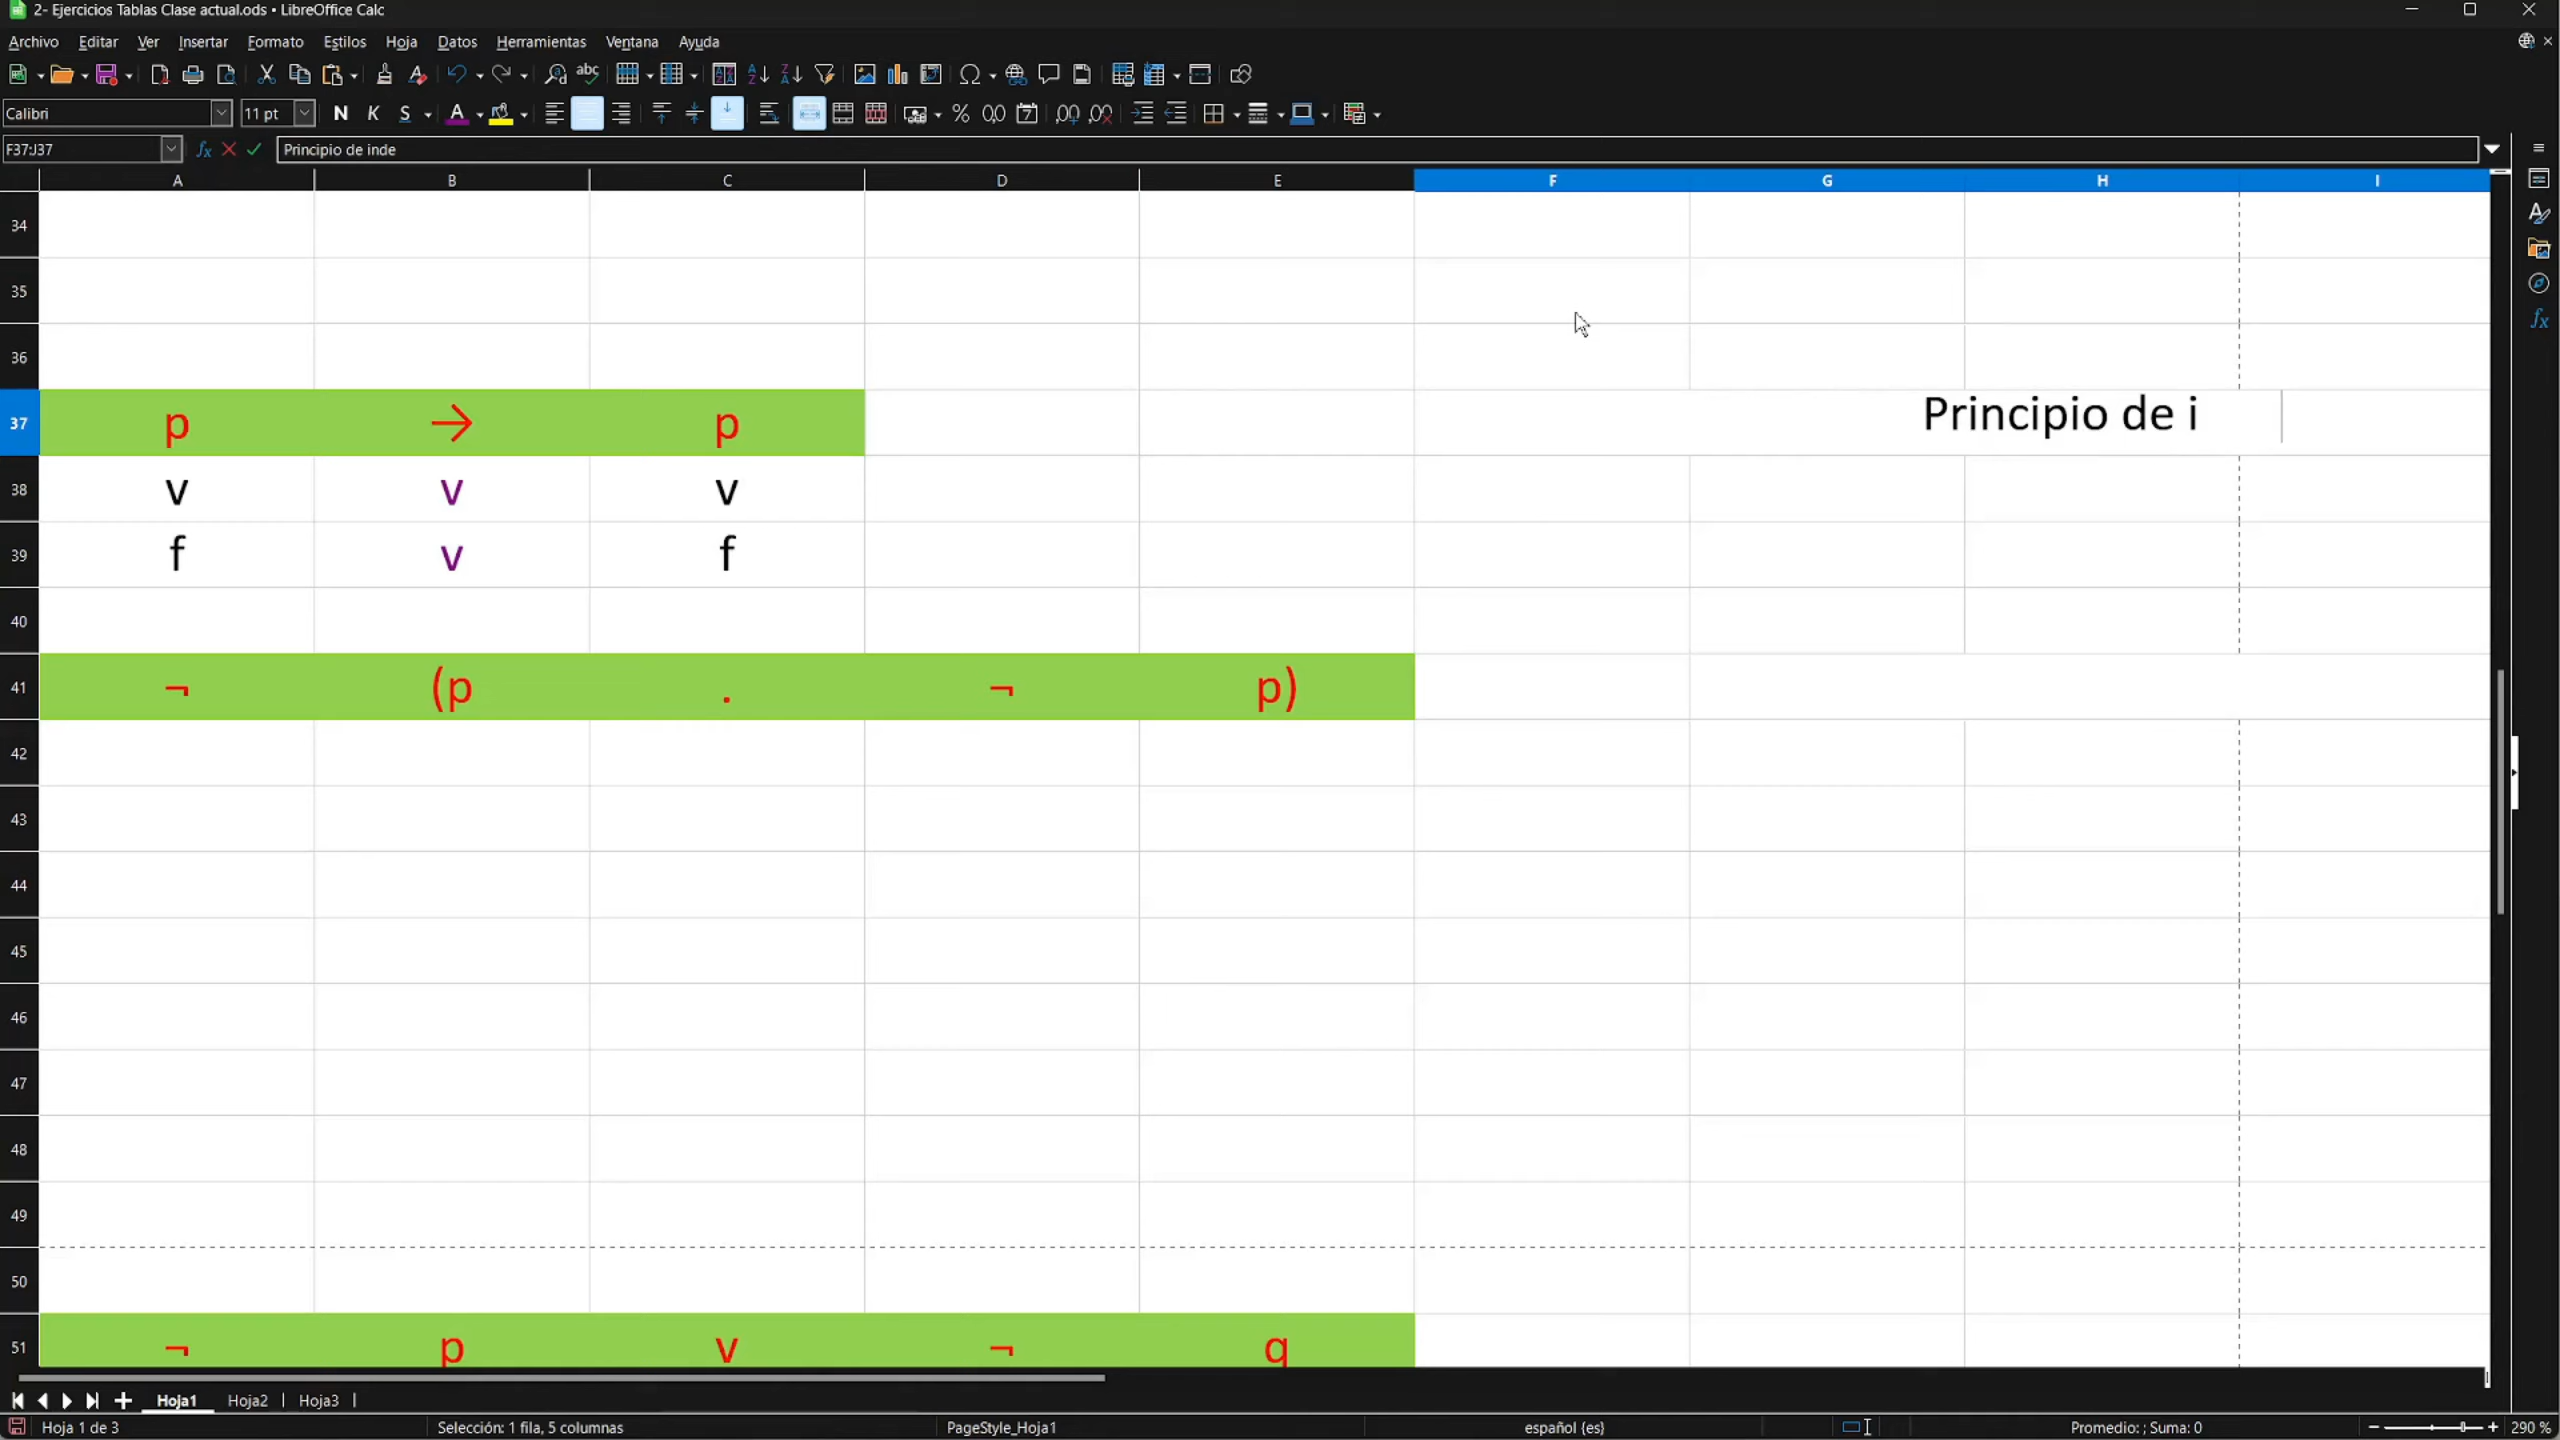 2- Ejercicios Tablas Clase actual.ods • LibreOffice Calc
Archivo Editar Ver Insertar Formato Estilos Hoja Datos Herramientas Ventana Ayuda
Calibri 11 pt N K S
F37:J37 Principio de inde
A B C D E F G H I
34
35
36
37 p → p Principio de i
38 v v v
39 f v f
40
41 ¬ (p . ¬ p)
42
43
44
45
46
47
48
49
50
51 ¬ p v ¬ q
Hoja1 Hoja2 Hoja3
Hoja 1 de 3 Selección: 1 fila, 5 columnas PageStyle_Hoja1 español (es) Promedio: ; Suma: 0 290 %